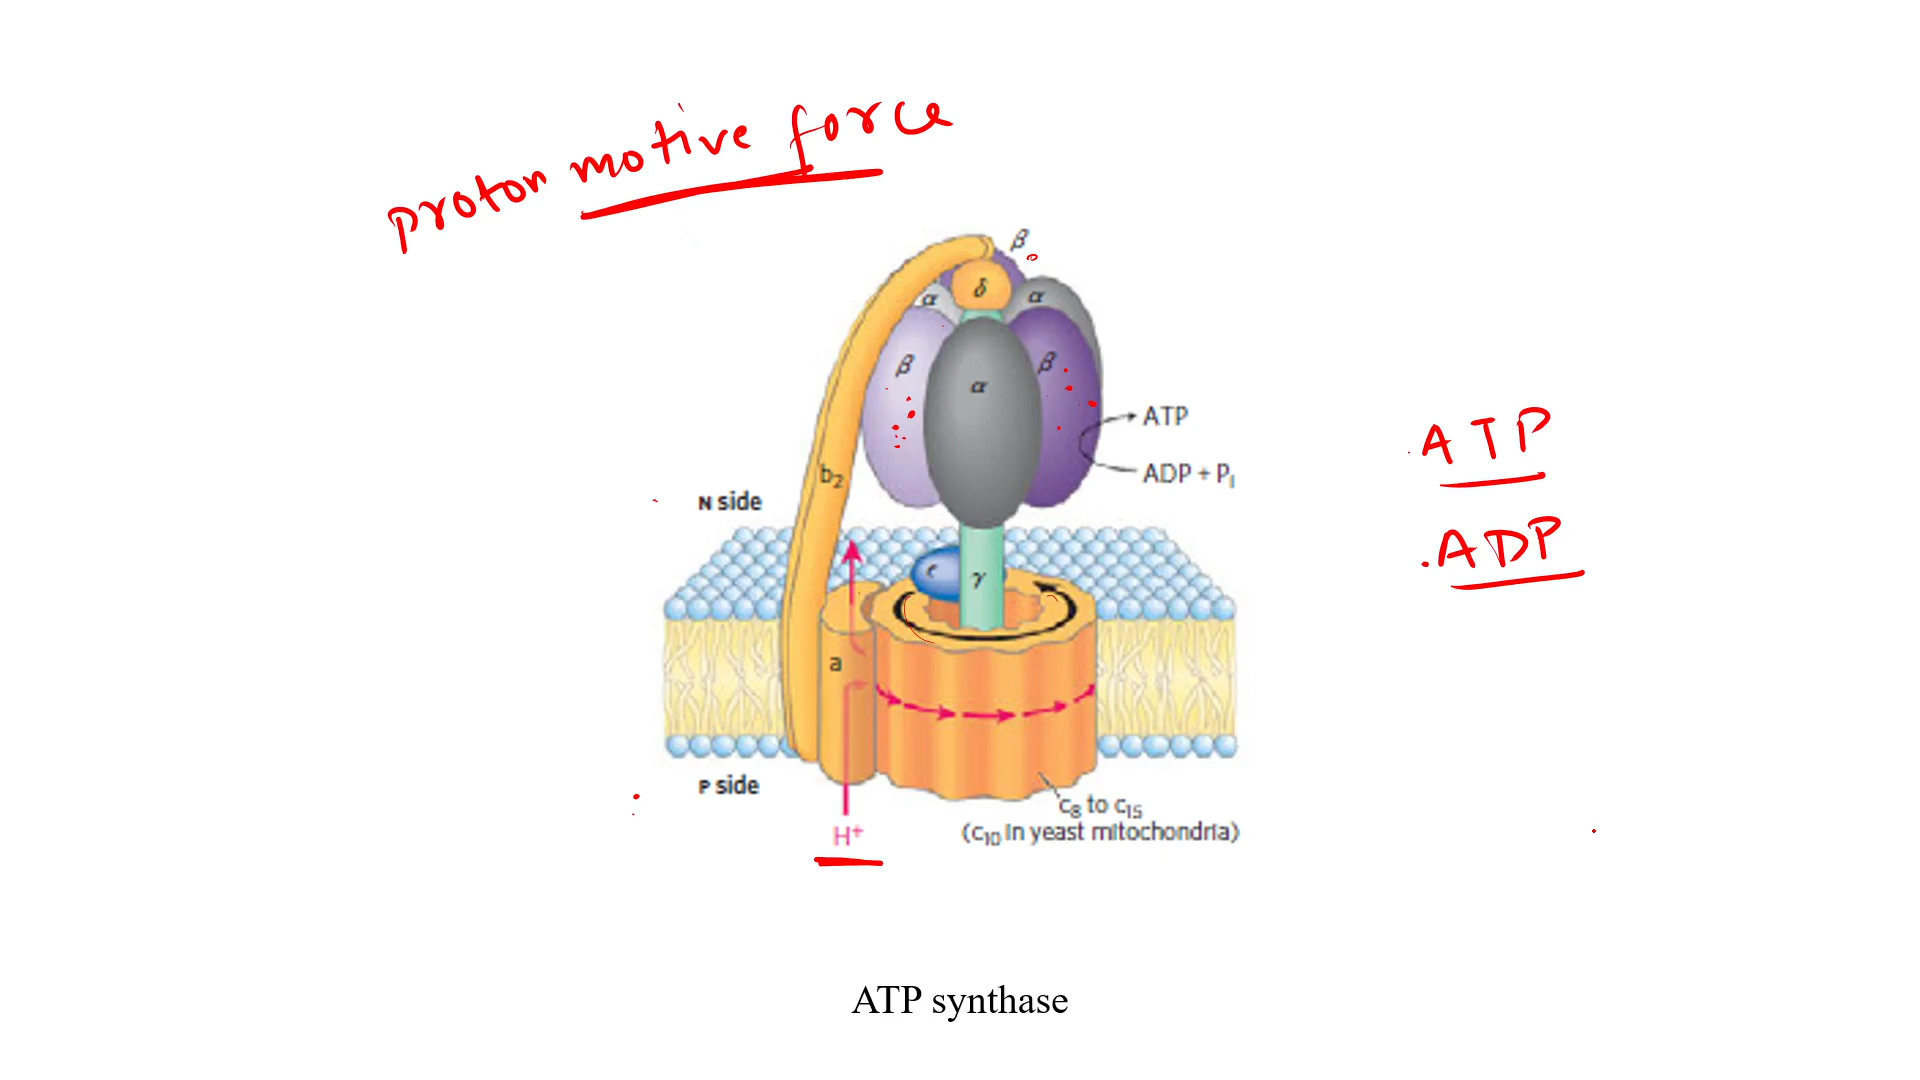 proton motive force
β
δ
α
α
β
β
α
ATP
ATP
b₂
ADP + Pᵢ
N side
ADP
ε
γ
a
P side
c₈ to c₁₅
H⁺
(c₁₀ in yeast mitochondria)
ATP synthase